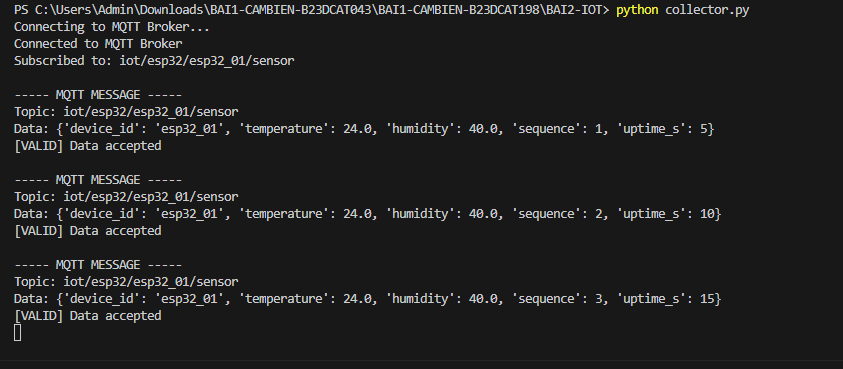 PS C:\Users\Admin\Downloads\BAI1-CAMBIEN-B23DCAT043\BAI1-CAMBIEN-B23DCAT198\BAI2-IOT> python collector.py
Connecting to MQTT Broker...
Connected to MQTT Broker
Subscribed to: iot/esp32/esp32_01/sensor
----- MQTT MESSAGE -----
Topic: iot/esp32/esp32_01/sensor
Data: {'device_id': 'esp32_01', 'temperature': 24.0, 'humidity': 40.0, 'sequence': 1, 'uptime_s': 5}
[VALID] Data accepted
----- MQTT MESSAGE -----
Topic: iot/esp32/esp32_01/sensor
Data: {'device_id': 'esp32_01', 'temperature': 24.0, 'humidity': 40.0, 'sequence': 2, 'uptime_s': 10}
[VALID] Data accepted
----- MQTT MESSAGE -----
Topic: iot/esp32/esp32_01/sensor
Data: {'device_id': 'esp32_01', 'temperature': 24.0, 'humidity': 40.0, 'sequence': 3, 'uptime_s': 15}
[VALID] Data accepted